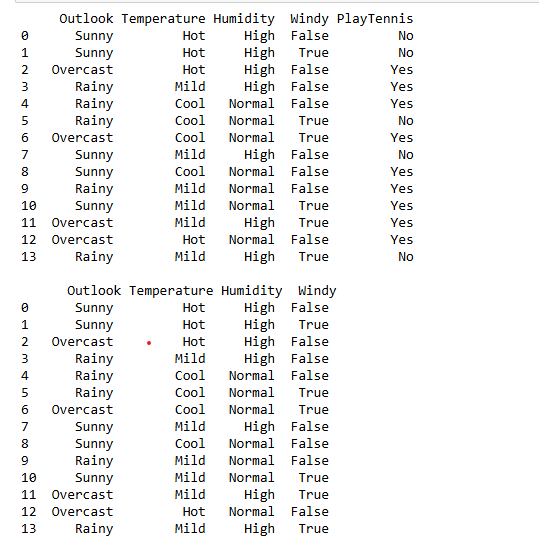 Outlook Temperature Humidity Windy PlayTennis
0 Sunny Hot High False No
1 Sunny Hot High True No
2 Overcast Hot High False Yes
3 Rainy Mild High False Yes
4 Rainy Cool Normal False Yes
5 Rainy Cool Normal True No
6 Overcast Cool Normal True Yes
7 Sunny Mild High False No
8 Sunny Cool Normal False Yes
9 Rainy Mild Normal False Yes
10 Sunny Mild Normal True Yes
11 Overcast Mild High True Yes
12 Overcast Hot Normal False Yes
13 Rainy Mild High True No
Outlook Temperature Humidity Windy
0 Sunny Hot High False
1 Sunny Hot High True
2 Overcast Hot High False
3 Rainy Mild High False
4 Rainy Cool Normal False
5 Rainy Cool Normal True
6 Overcast Cool Normal True
7 Sunny Mild High False
8 Sunny Cool Normal False
9 Rainy Mild Normal False
10 Sunny Mild Normal True
11 Overcast Mild High True
12 Overcast Hot Normal False
13 Rainy Mild High True